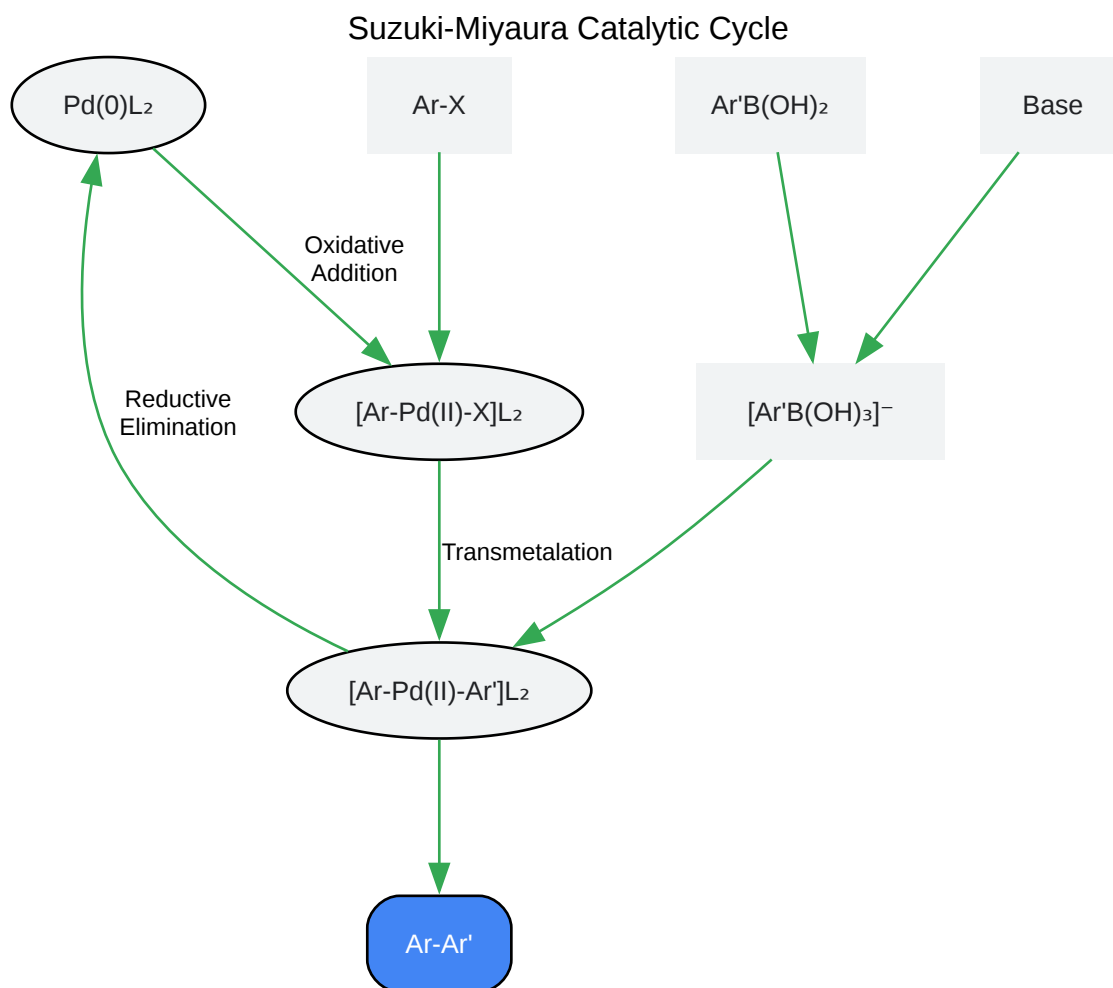 Suzuki-Miyaura Catalytic Cycle
Pd(0)L₂
Ar-X
Ar'B(OH)₂
Base
Oxidative
Addition
Reductive
Elimination
[Ar-Pd(II)-X]L₂
[Ar'B(OH)₃]⁻
Transmetalation
[Ar-Pd(II)-Ar']L₂
Ar-Ar'